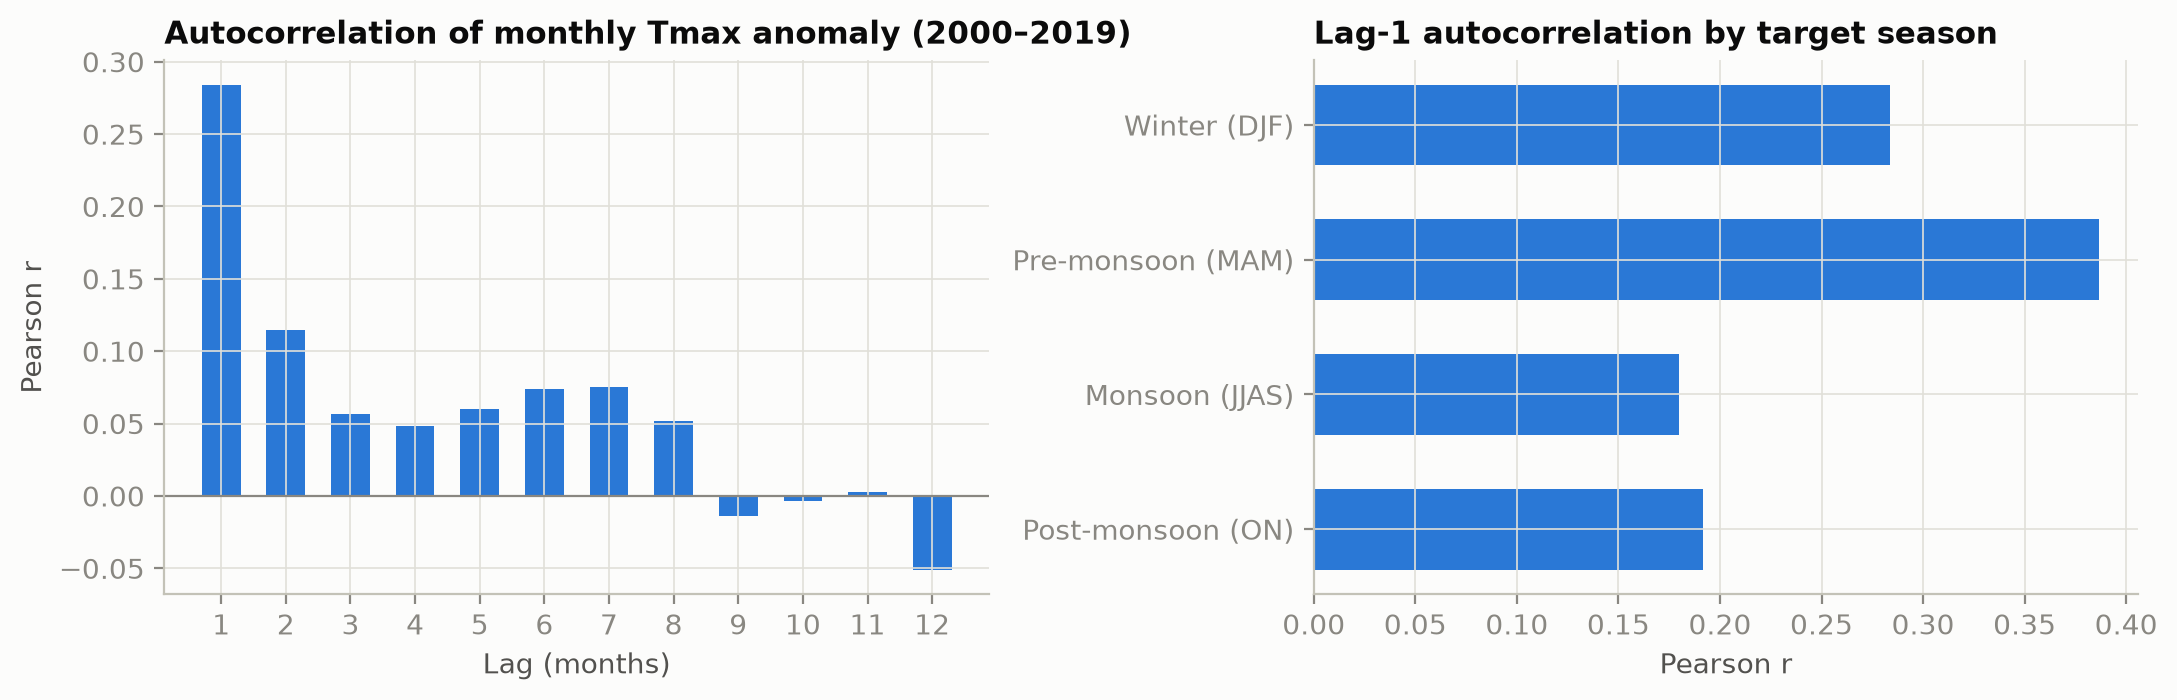 Autocorrelation of monthly Tmax anomaly (2000–2019)
0.30
0.25
0.20
0.15
0.10
0.05
0.00
−0.05
Pearson r
1 2 3 4 5 6 7 8 9 10 11 12
Lag (months)
Lag-1 autocorrelation by target season
Winter (DJF)
Pre-monsoon (MAM)
Monsoon (JJAS)
Post-monsoon (ON)
0.00 0.05 0.10 0.15 0.20 0.25 0.30 0.35 0.40
Pearson r